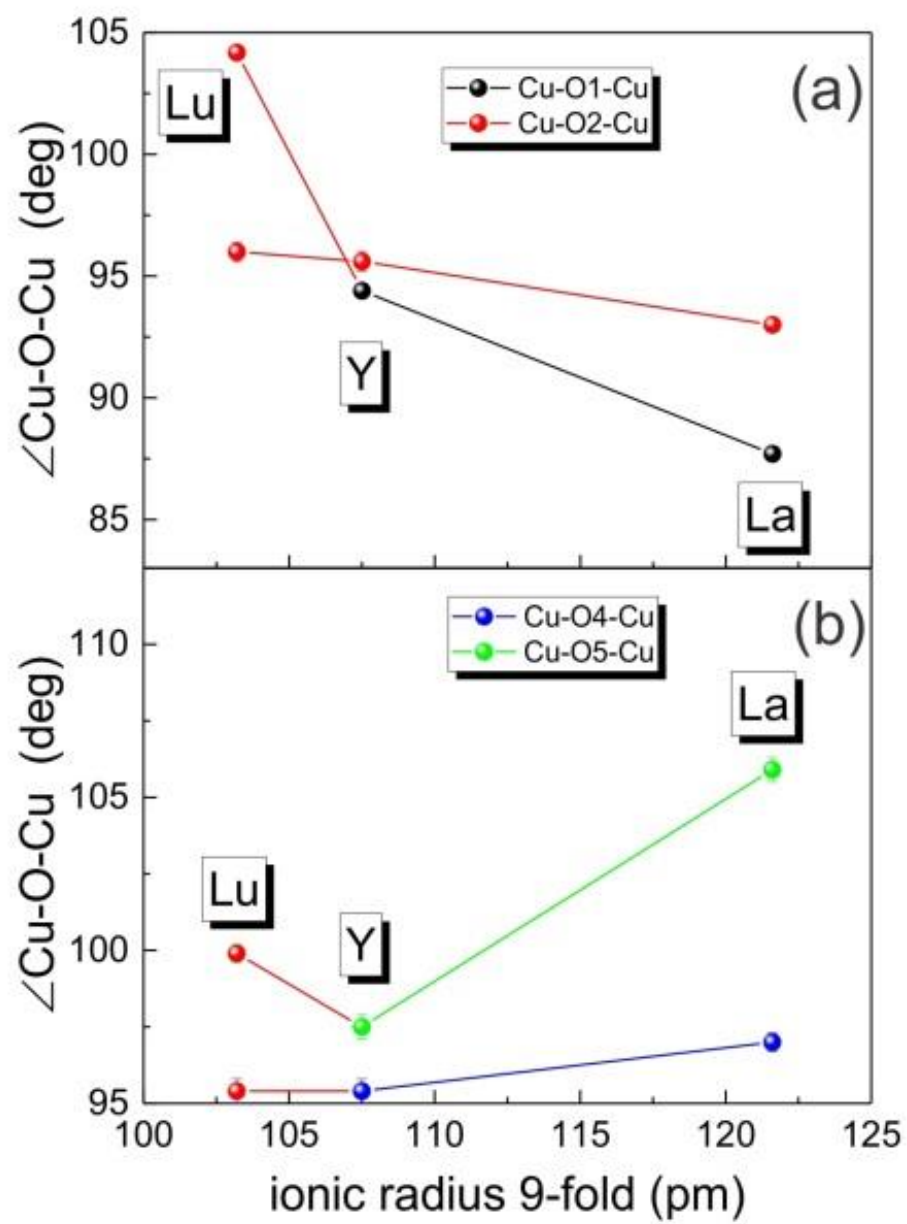 105
100
95
90
85
∠Cu-O-Cu (deg)
Cu-O1-Cu
Cu-O2-Cu
(a)
Lu
Y
La
110
105
100
95
∠Cu-O-Cu (deg)
Cu-O4-Cu
Cu-O5-Cu
(b)
La
Lu
Y
100 105 110 115 120 125
ionic radius 9-fold (pm)